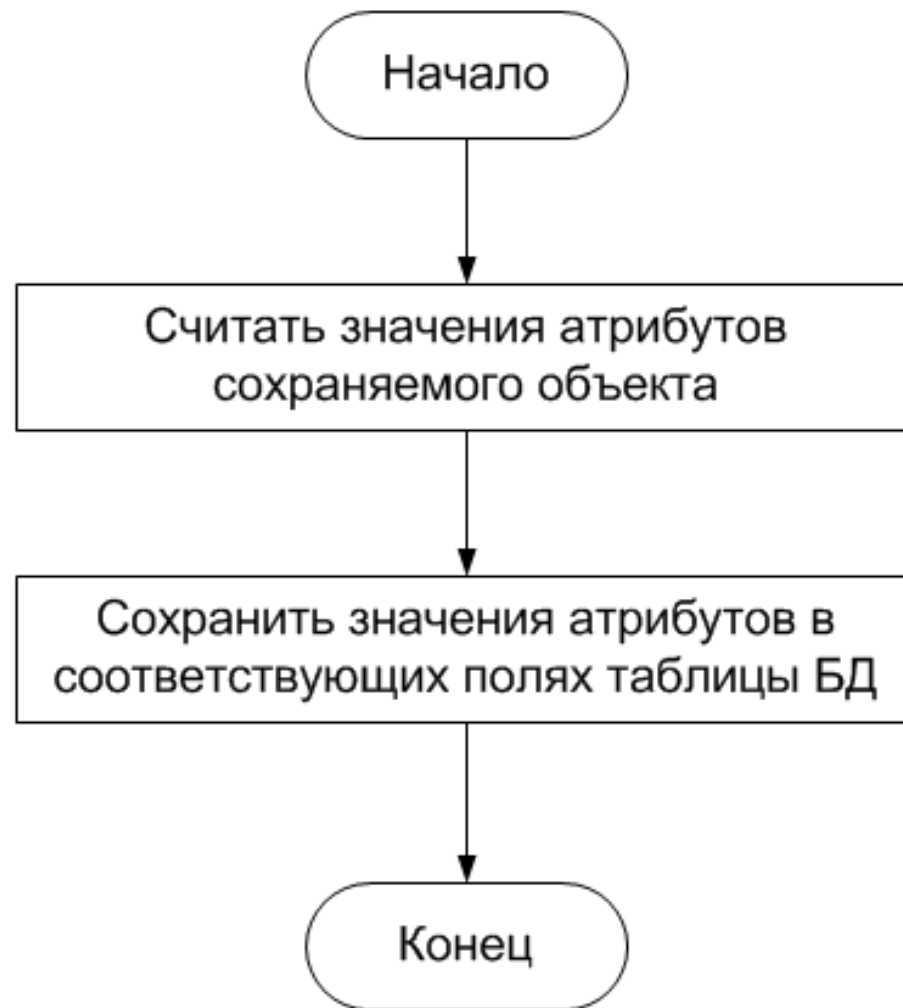 Начало
Считать значения атрибутов
сохраняемого объекта
Сохранить значения атрибутов в
соответствующих полях таблицы БД
Конец